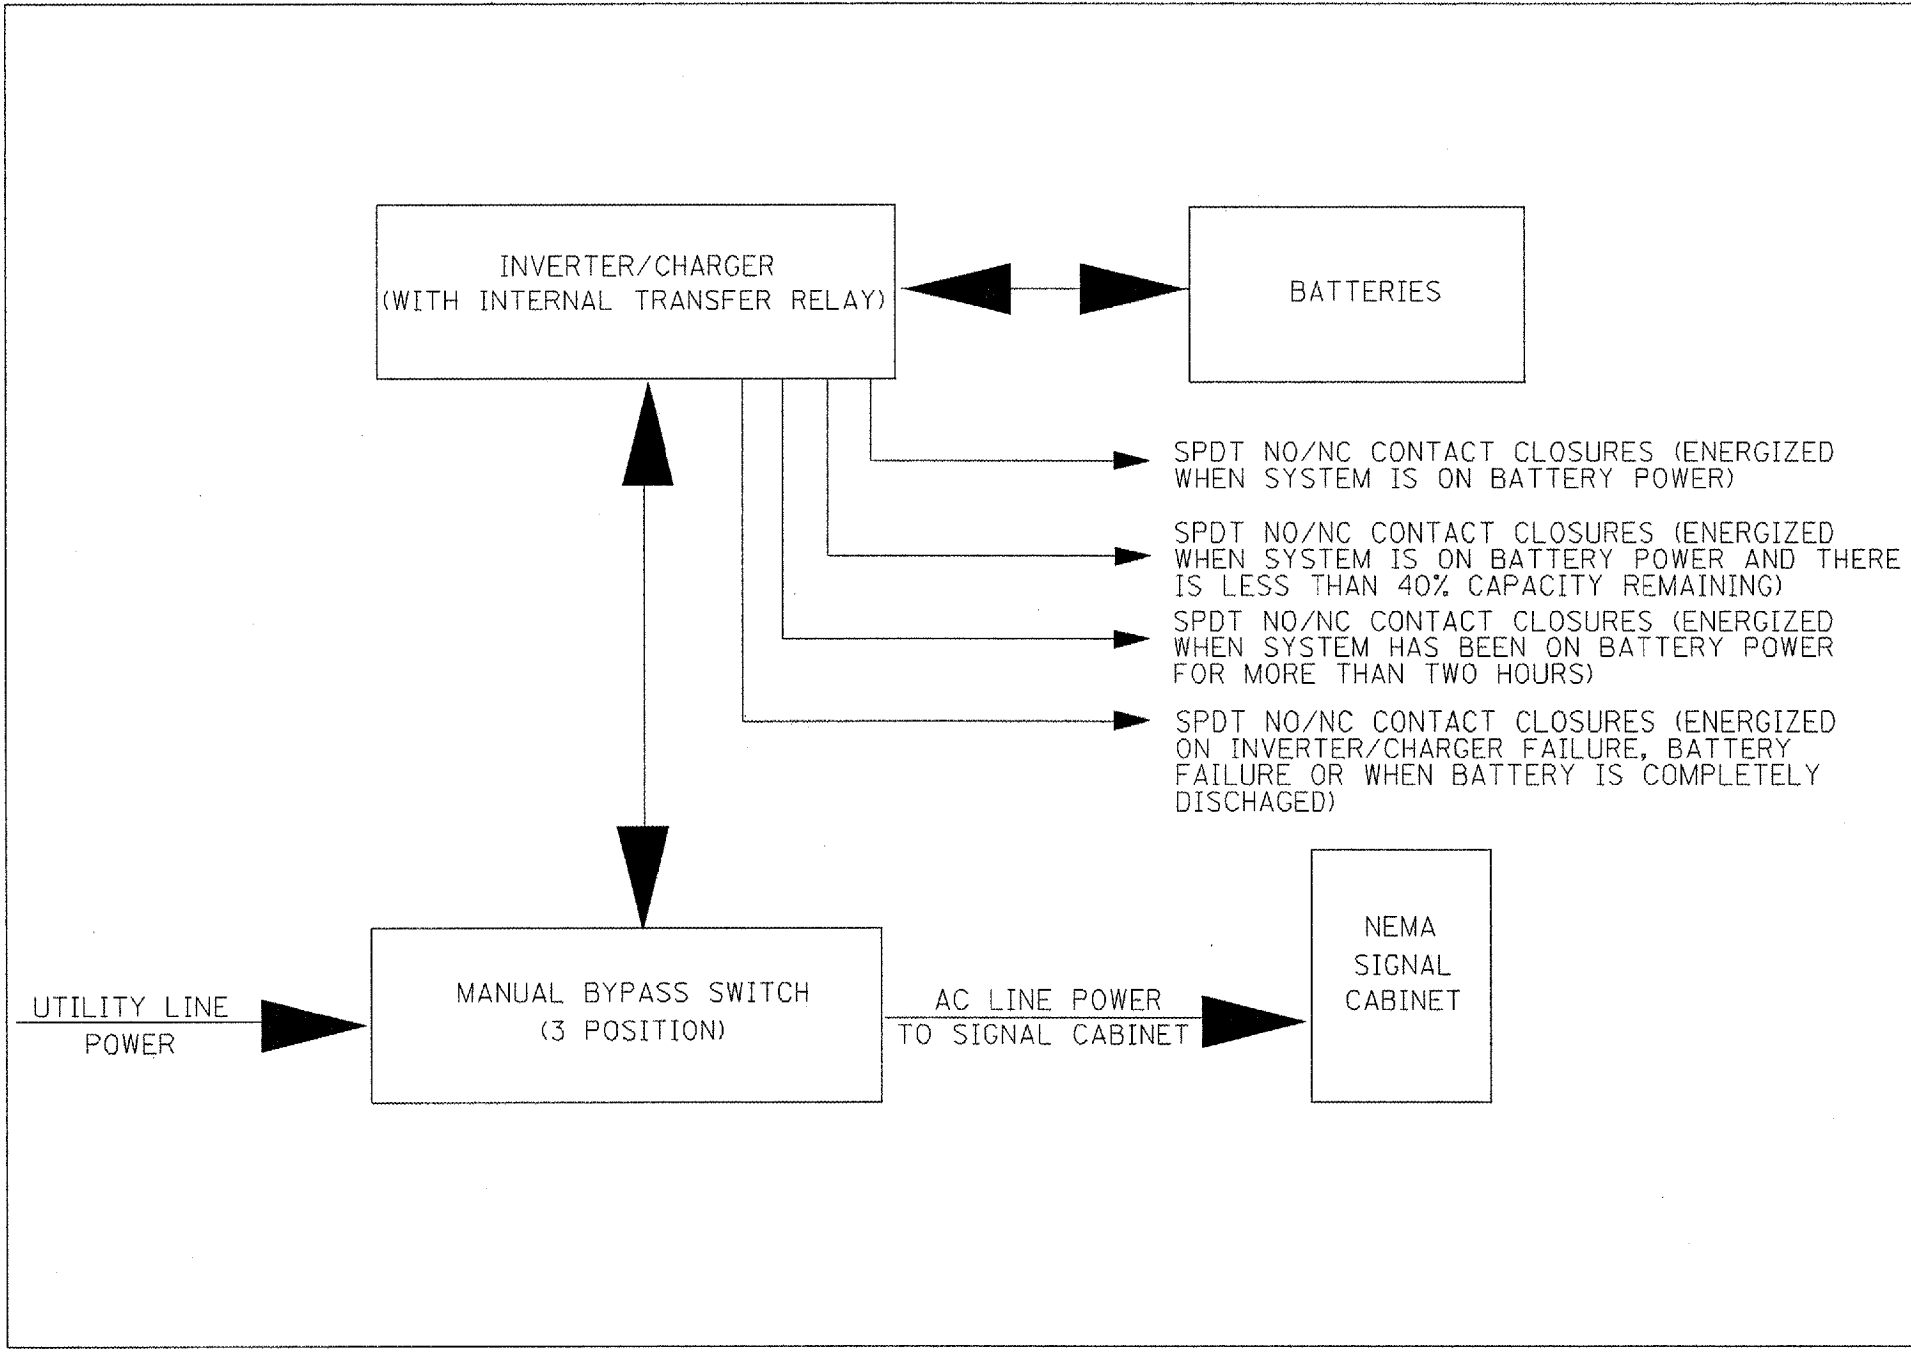 INVERTER/CHARGER
(WITH INTERNAL TRANSFER RELAY)
BATTERIES
SPDT NO/NC CONTACT CLOSURES (ENERGIZED
WHEN SYSTEM IS ON BATTERY POWER)
SPDT NO/NC CONTACT CLOSURES (ENERGIZED
WHEN SYSTEM IS ON BATTERY POWER AND THERE
IS LESS THAN 40% CAPACITY REMAINING)
SPDT NO/NC CONTACT CLOSURES (ENERGIZED
WHEN SYSTEM HAS BEEN ON BATTERY POWER
FOR MORE THAN TWO HOURS)
SPDT NO/NC CONTACT CLOSURES (ENERGIZED
ON INVERTER/CHARGER FAILURE, BATTERY
FAILURE OR WHEN BATTERY IS COMPLETELY
DISCHAGED)
UTILITY LINE
POWER
MANUAL BYPASS SWITCH
(3 POSITION)
AC LINE POWER
TO SIGNAL CABINET
NEMA
SIGNAL
CABINET